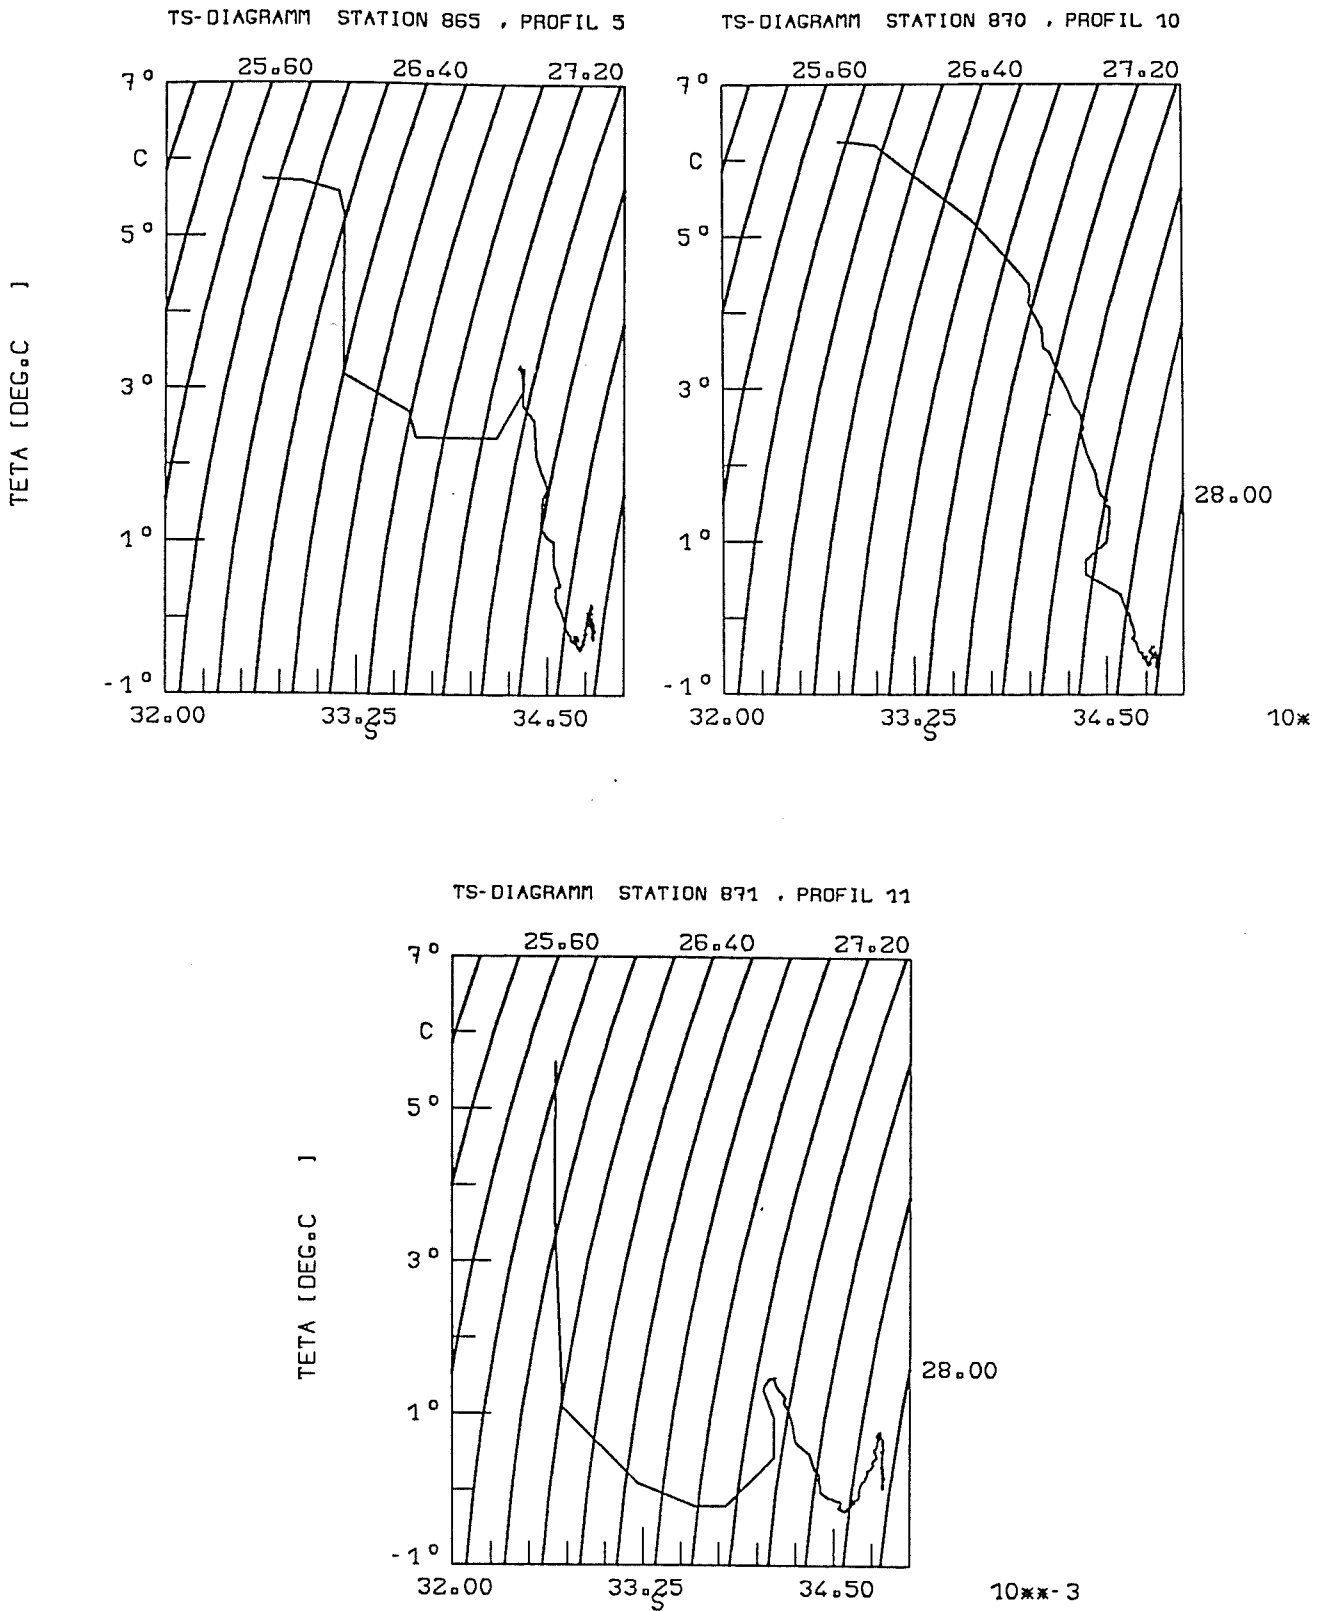 TS-DIAGRAMM STATION 865 , PROFIL 5
TS-DIAGRAMM STATION 870 , PROFIL 10
25.60 26.40 27.20
25.60 26.40 27.20
7°
C
5°
3°
1°
-1°
TETA [DEG.C ]
7°
C
5°
3°
1°
-1°
28.00
32.00 33.25 34.50
S
32.00 33.25 34.50 10*
S
TS-DIAGRAMM STATION 871 , PROFIL 11
25.60 26.40 27.20
7°
C
5°
3°
1°
-1°
TETA [DEG.C ]
28.00
32.00 33.25 34.50 10**-3
S